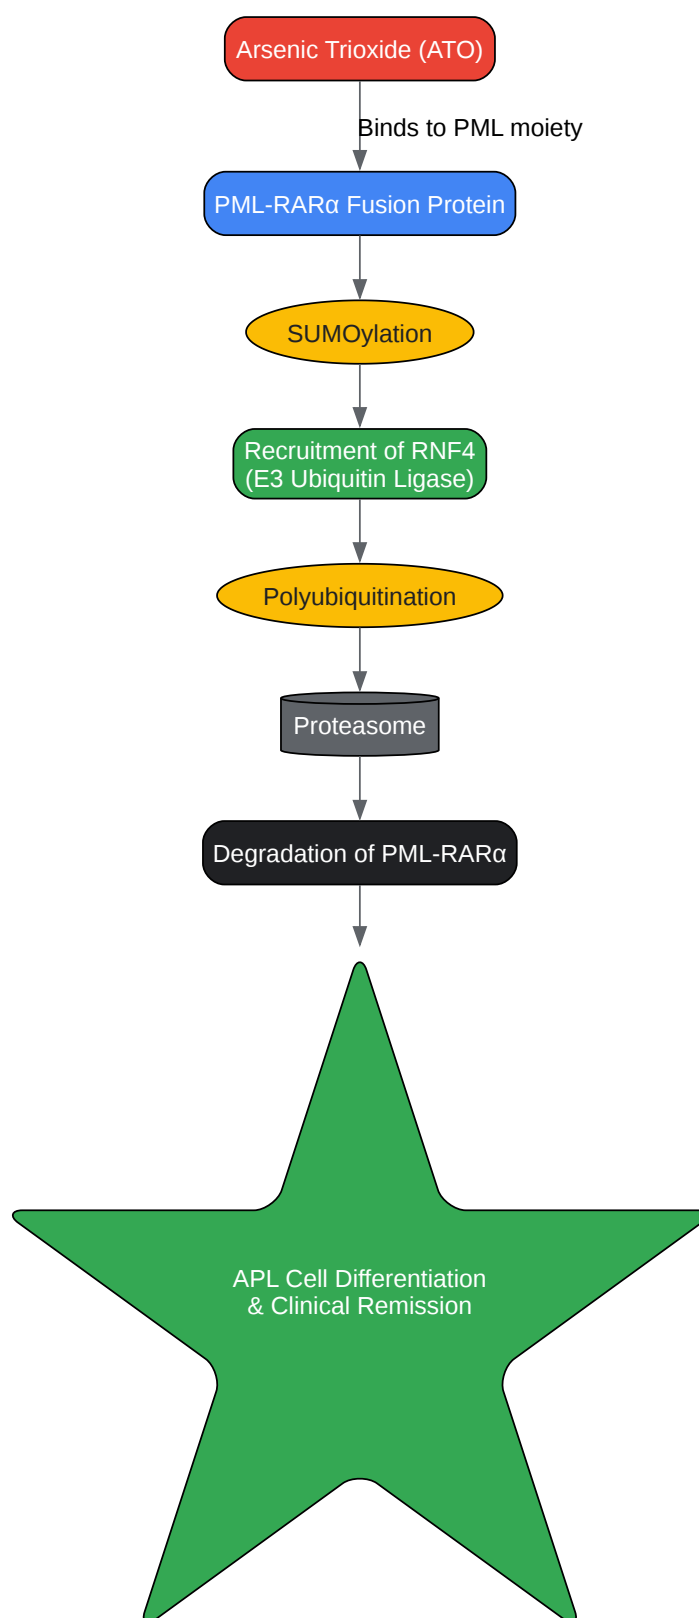 Arsenic Trioxide (ATO)
Binds to PML moiety
PML-RARα Fusion Protein
SUMOylation
Recruitment of RNF4
(E3 Ubiquitin Ligase)
Polyubiquitination
Proteasome
Degradation of PML-RARα
APL Cell Differentiation
& Clinical Remission